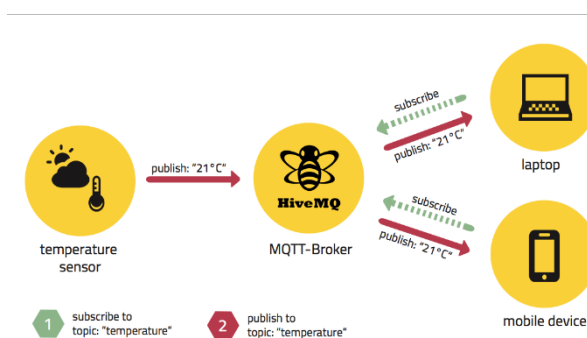 subscribe
publish: "21°C"
laptop
publish: "21°C"
HiveMQ
MQTT-Broker
temperature
sensor
subscribe
publish: "21°C"
mobile device
1
subscribe to
topic: "temperature"
2
publish to
topic: "temperature"